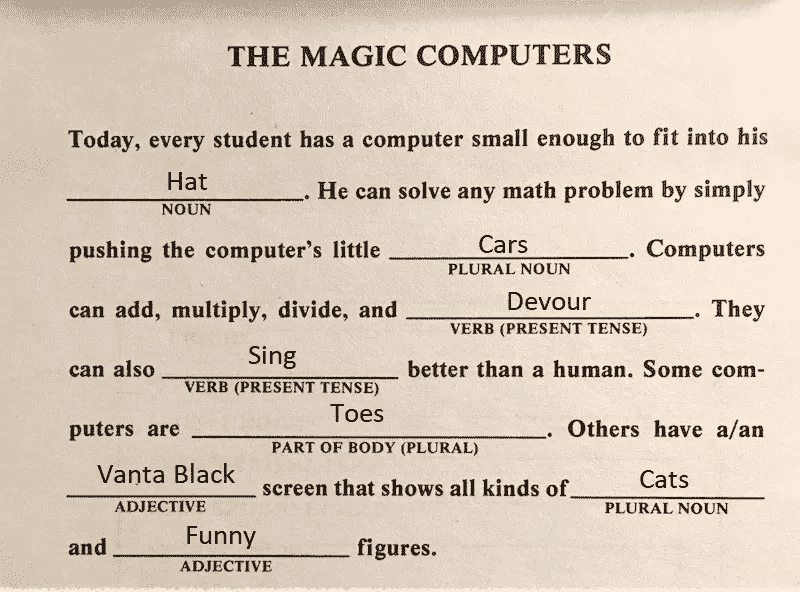 THE MAGIC COMPUTERS
Today, every student has a computer small enough to fit into his
Hat. He can solve any math problem by simply
NOUN
pushing the computer's little Cars. Computers
PLURAL NOUN
can add, multiply, divide, and Devour. They
VERB (PRESENT TENSE)
can also Sing better than a human. Some com-
VERB (PRESENT TENSE)
puters are Toes. Others have a/an
PART OF BODY (PLURAL)
Vanta Black screen that shows all kinds of Cats
ADJECTIVE PLURAL NOUN
and Funny figures.
ADJECTIVE